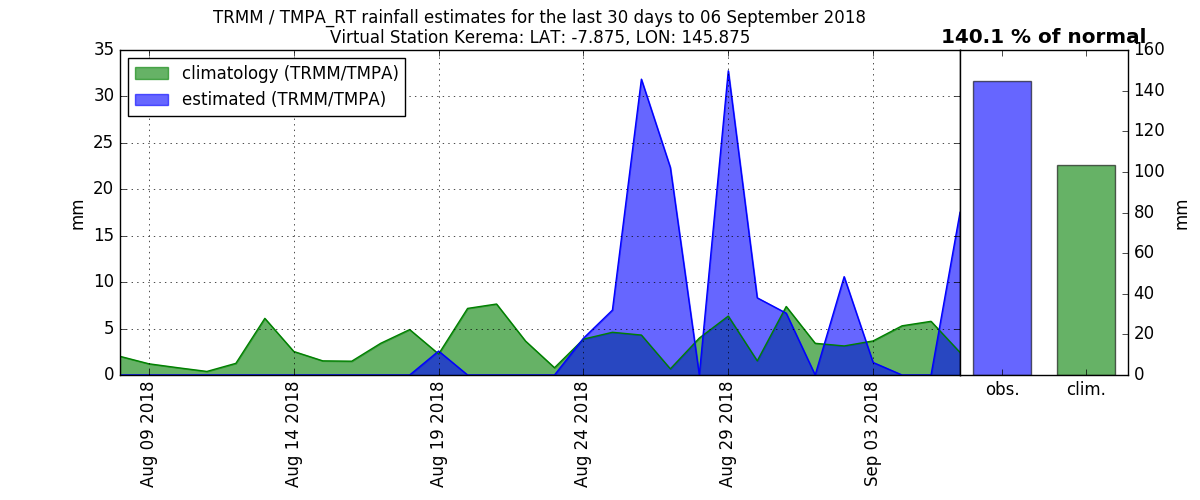 TRMM / TMPA_RT rainfall estimates for the last 30 days to 06 September 2018
Virtual Station Kerema: LAT: -7.875, LON: 145.875
140.1 % of normal
climatology (TRMM/TMPA)
estimated (TRMM/TMPA)
35
30
25
20
15
10
5
0
mm
Aug 09 2018
Aug 14 2018
Aug 19 2018
Aug 24 2018
Aug 29 2018
Sep 03 2018
160
140
120
100
80
60
40
20
0
mm
obs.
clim.